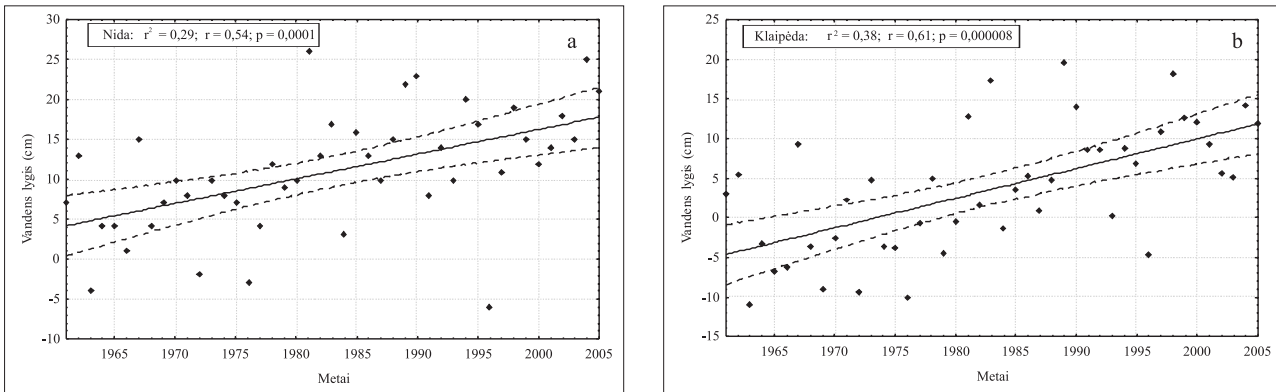 Nida: r² = 0,29; r = 0,54; p = 0,0001
a
Vandens lygis (cm)
30
25
20
15
10
5
0
-5
-10
1965 1970 1975 1980 1985 1990 1995 2000 2005
Metai
Klaipėda: r² = 0,38; r = 0,61; p = 0,000008
b
Vandens lygis (cm)
25
20
15
10
5
0
-5
-10
-15
1965 1970 1975 1980 1985 1990 1995 2000 2005
Metai